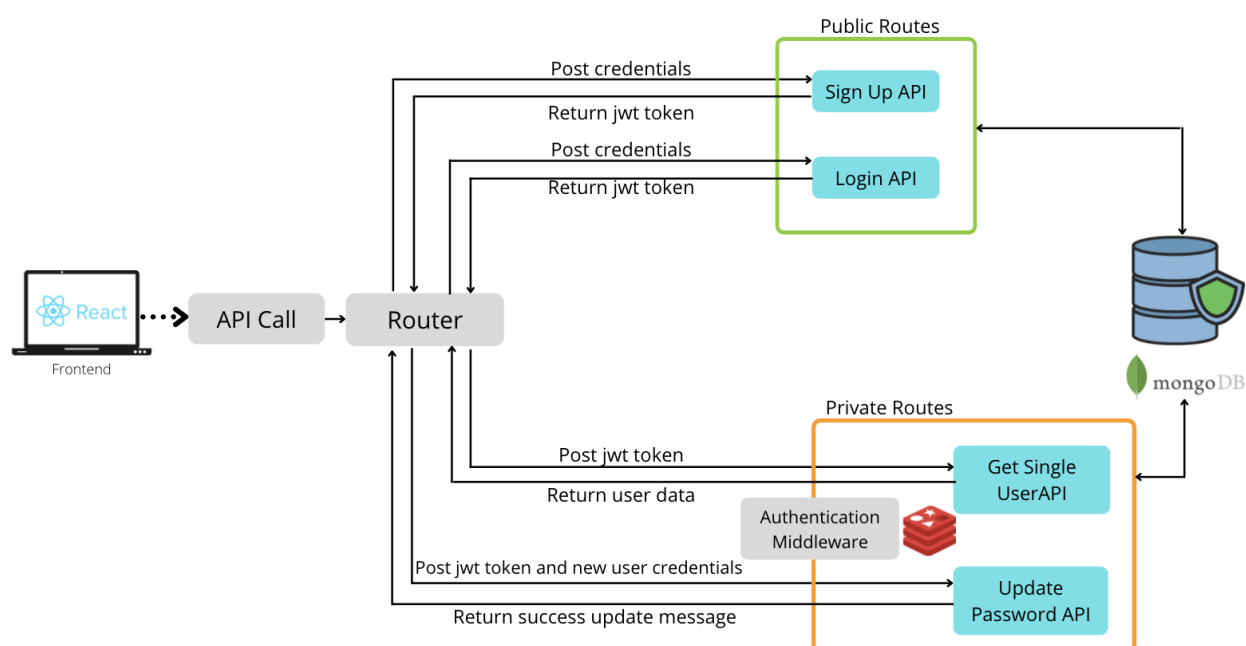 Public Routes
Post credentials
Sign Up API
Return jwt token
Post credentials
Login API
Return jwt token
React
API Call
Router
Frontend
mongoDB
Private Routes
Post jwt token
Get Single
UserAPI
Return user data
Authentication
Middleware
Post jwt token and new user credentials
Update
Password API
Return success update message